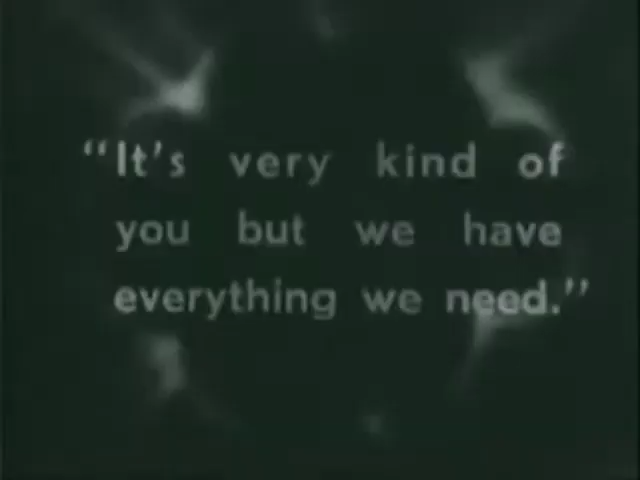 “It's very kind of
you but we have
everything we need.”